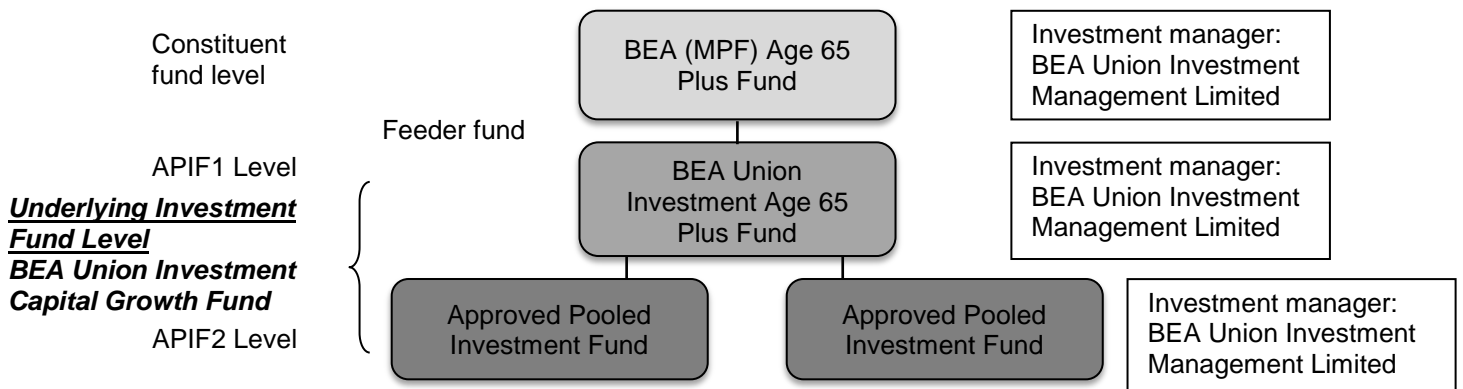 Constituent
fund level
BEA (MPF) Age 65
Plus Fund
Investment manager:
BEA Union Investment
Management Limited
Feeder fund
APIF1 Level
Underlying Investment
Fund Level
BEA Union Investment
Capital Growth Fund
APIF2 Level
BEA Union
Investment Age 65
Plus Fund
Investment manager:
BEA Union Investment
Management Limited
Approved Pooled
Investment Fund
Approved Pooled
Investment Fund
Investment manager:
BEA Union Investment
Management Limited